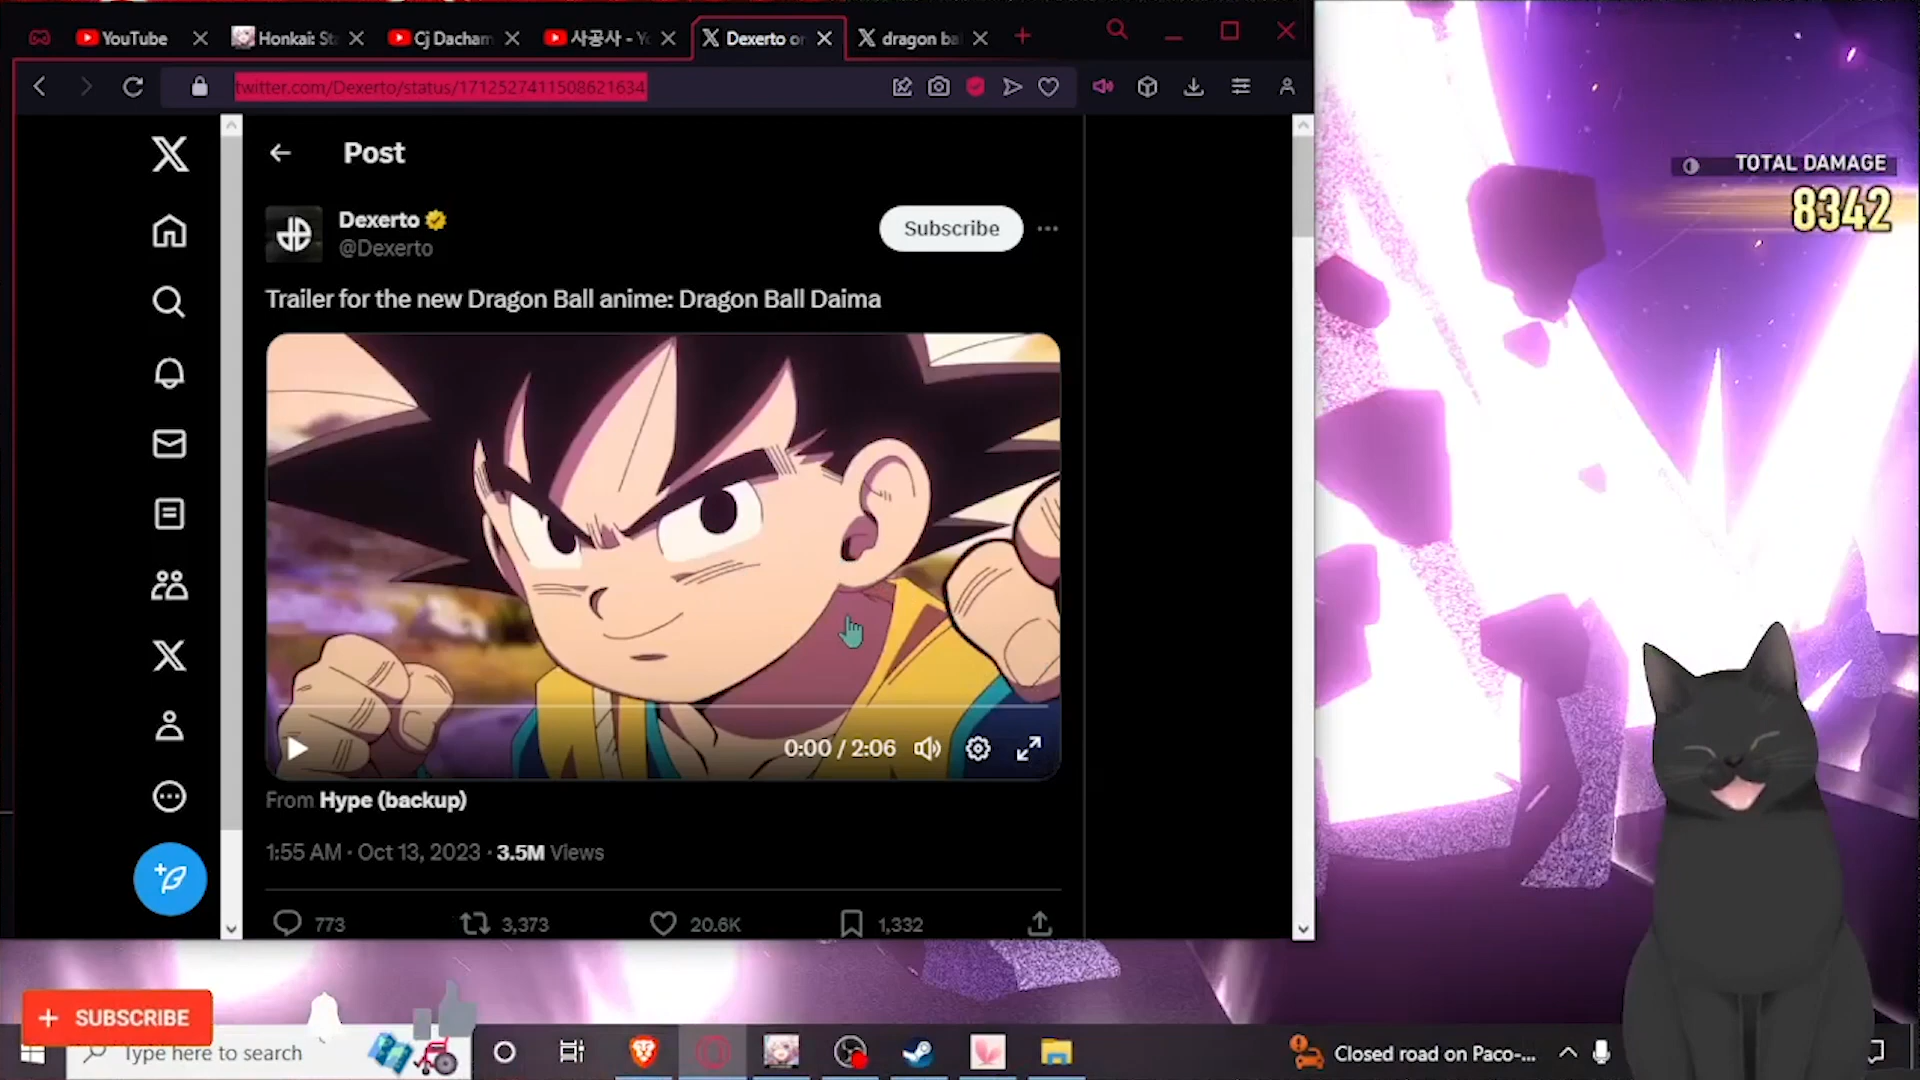 YouTube
Honkai: St
Cj Dacham
사공사 - Yo
Dexerto on
dragon ba
twitter.com/Dexerto/status/1712527411508621634
Post
Dexerto
@Dexerto
Subscribe
Trailer for the new Dragon Ball anime: Dragon Ball Daima
0:00 / 2:06
From Hype (backup)
1:55 AM · Oct 13, 2023 · 3.5M Views
773
3,373
20.6K
1,332
TOTAL DAMAGE
8342
+ SUBSCRIBE
Type here to search
Closed road on Paco-...